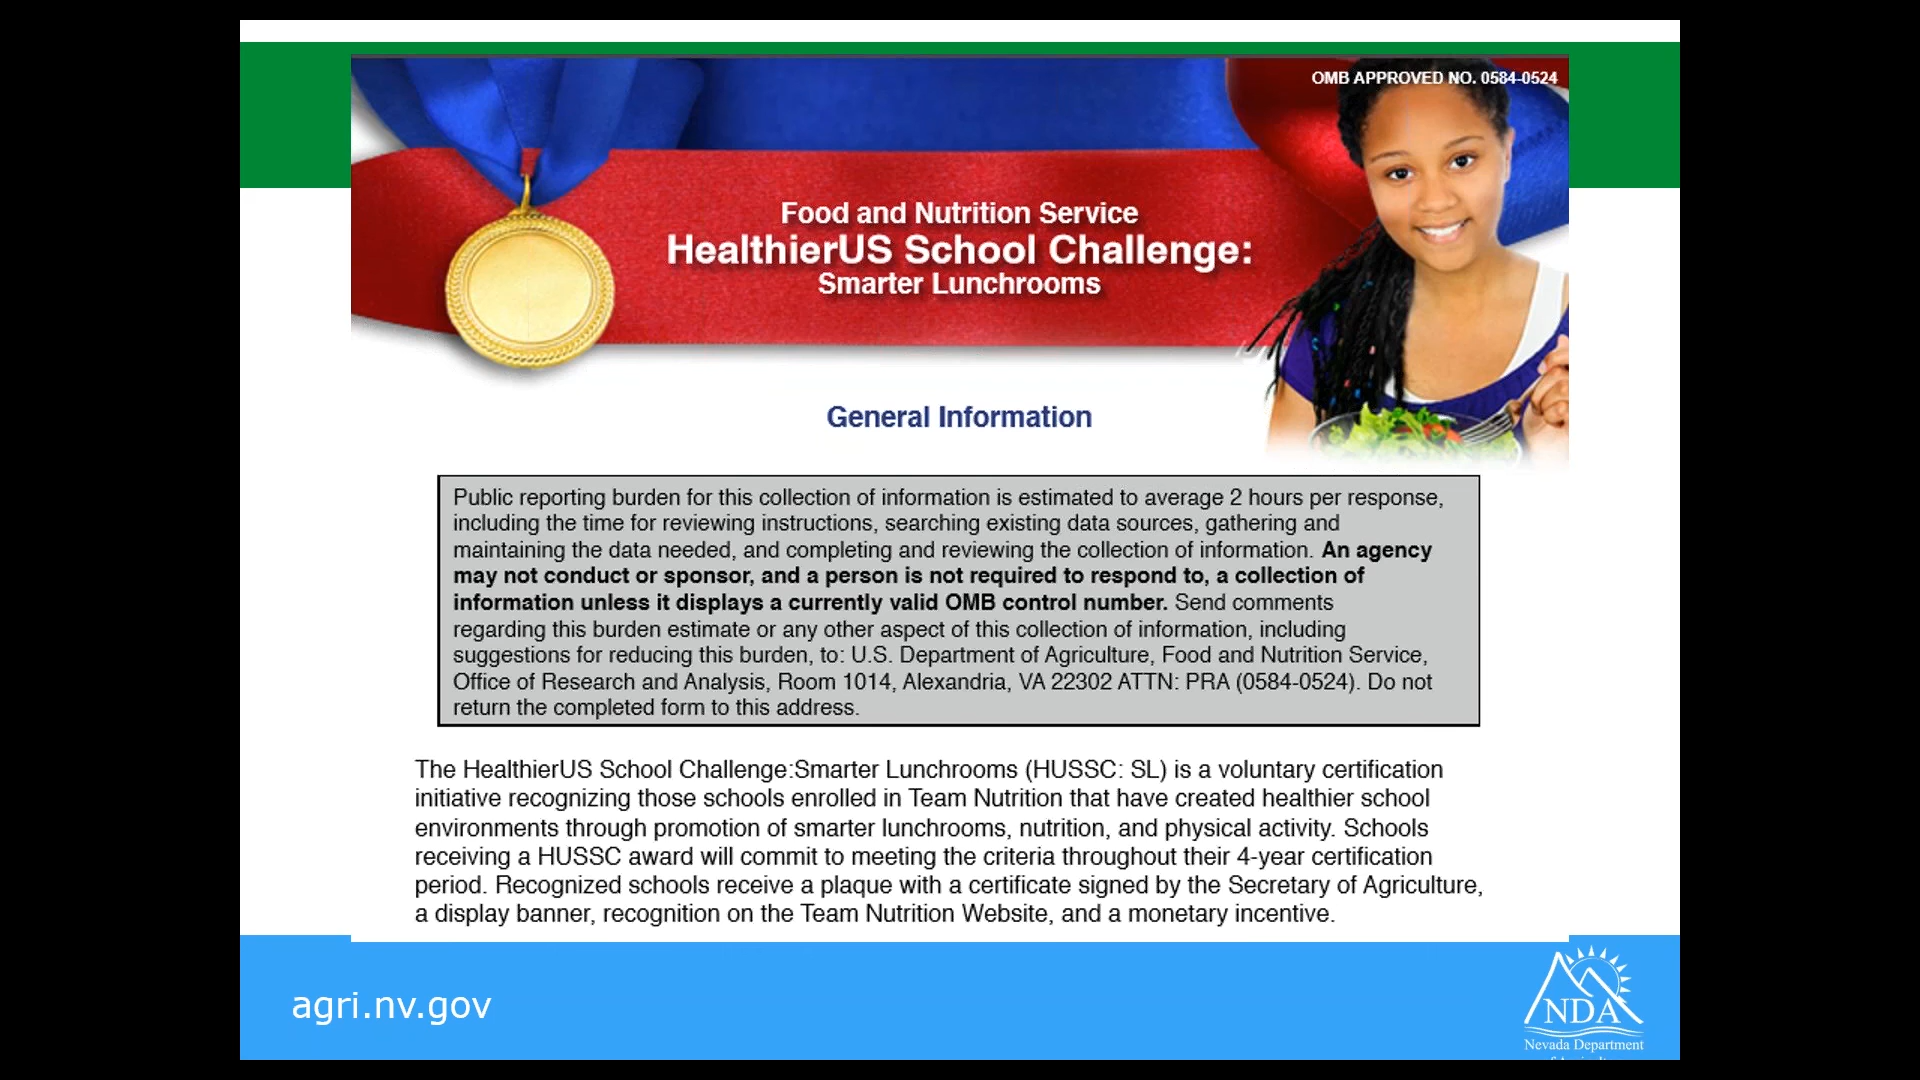 OMB APPROVED NO. 0584-0524
Food and Nutrition Service
HealthierUS School Challenge:
Smarter Lunchrooms
General Information
Public reporting burden for this collection of information is estimated to average 2 hours per response,
including the time for reviewing instructions, searching existing data sources, gathering and
maintaining the data needed, and completing and reviewing the collection of information. An agency
may not conduct or sponsor, and a person is not required to respond to, a collection of
information unless it displays a currently valid OMB control number. Send comments
regarding this burden estimate or any other aspect of this collection of information, including
suggestions for reducing this burden, to: U.S. Department of Agriculture, Food and Nutrition Service,
Office of Research and Analysis, Room 1014, Alexandria, VA 22302 ATTN: PRA (0584-0524). Do not
return the completed form to this address.
The HealthierUS School Challenge:Smarter Lunchrooms (HUSSC: SL) is a voluntary certification
initiative recognizing those schools enrolled in Team Nutrition that have created healthier school
environments through promotion of smarter lunchrooms, nutrition, and physical activity. Schools
receiving a HUSSC award will commit to meeting the criteria throughout their 4-year certification
period. Recognized schools receive a plaque with a certificate signed by the Secretary of Agriculture,
a display banner, recognition on the Team Nutrition Website, and a monetary incentive.
agri.nv.gov
NDA
Nevada Department